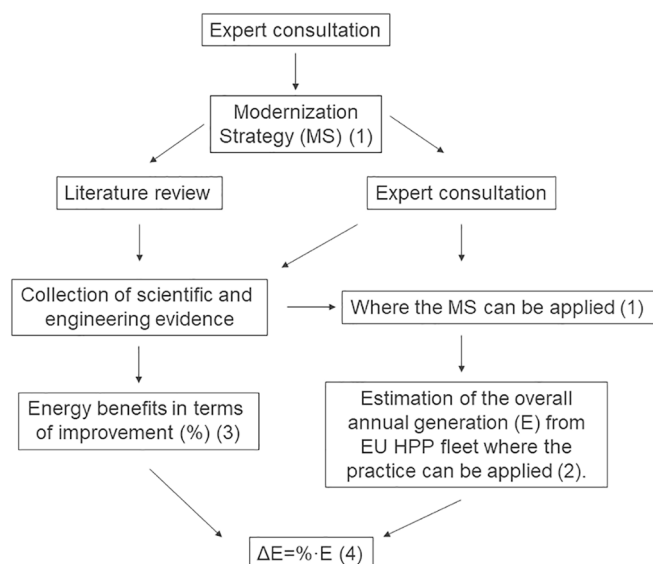 Expert consultation
Modernization
Strategy (MS) (1)
Literature review
Expert consultation
Collection of scientific and
engineering evidence
Where the MS can be applied (1)
Energy benefits in terms
of improvement (%) (3)
Estimation of the overall
annual generation (E) from
EU HPP fleet where the
practice can be applied (2).
ΔE=%·E (4)